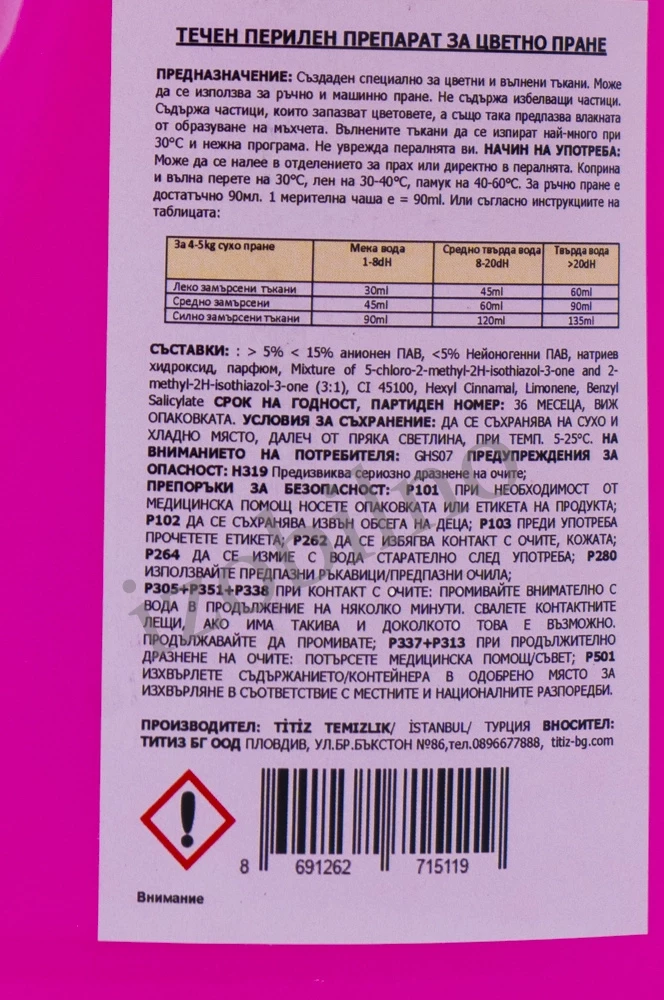 ТЕЧЕН ПЕРИЛЕН ПРЕПАРАТ ЗА ЦВЕТНО ПРАНЕ
ПРЕДНАЗНАЧЕНИЕ: Създаден специално за цветни и вълнени тъкани. Може
да се използва за ръчно и машинно пране. Не съдържа избелващи частици.
Съдържа частици, които запазват цветовете, а също така предпазва влакната
от образуване на мъхчета. Вълнените тъкани да се изпират най-много при
30°C и нежна програма. Не уврежда пералнята ви. НАЧИН НА УПОТРЕБА:
Може да се налее в отделението за прах или директно в пералнята. Коприна
и вълна перете на 30°C, лен на 30-40°C, памук на 40-60°C. За ръчно пране е
достатъчно 90мл. 1 мерителна чаша е = 90ml. Или съгласно инструкциите на
таблицата:
За 4-5kg сухо пране Мека вода 1-8dH Средно твърда вода 8-20dH Твърда вода >20dH
Леко замърсени тъкани 30ml 45ml 60ml
Средно замърсени 45ml 60ml 90ml
Силно замърсени тъкани 90ml 120ml 135ml
СЪСТАВКИ: : > 5% < 15% анионен ПАВ, <5% Нейоногенни ПАВ, натриев
хидроксид, парфюм, Mixture of 5-chloro-2-methyl-2H-isothiazol-3-one and 2-
methyl-2H-isothiazol-3-one (3:1), CI 45100, Hexyl Cinnamal, Limonene, Benzyl
Salicylate СРОК НА ГОДНОСТ, ПАРТИДЕН НОМЕР: 36 МЕСЕЦА, ВИЖ
ОПАКОВКАТА. УСЛОВИЯ ЗА СЪХРАНЕНИЕ: ДА СЕ СЪХРАНЯВА НА СУХО И
ХЛАДНО МЯСТО, ДАЛЕЧ ОТ ПРЯКА СВЕТЛИНА, ПРИ ТЕМП. 5-25°C. НА
ВНИМАНИЕТО НА ПОТРЕБИТЕЛЯ: GHS07 ПРЕДУПРЕЖДЕНИЯ ЗА
ОПАСНОСТ: H319 Предизвиква сериозно дразнене на очите;
ПРЕПОРЪКИ ЗА БЕЗОПАСНОСТ: P101 ПРИ НЕОБХОДИМОСТ ОТ
МЕДИЦИНСКА ПОМОЩ НОСЕТЕ ОПАКОВКАТА ИЛИ ЕТИКЕТА НА ПРОДУКТА;
P102 ДА СЕ СЪХРАНЯВА ИЗВЪН ОБСЕГА НА ДЕЦА; P103 ПРЕДИ УПОТРЕБА
ПРОЧЕТЕТЕ ЕТИКЕТА; P262 ДА СЕ ИЗБЯГВА КОНТАКТ С ОЧИТЕ, КОЖАТА;
P264 ДА СЕ ИЗМИЕ С ВОДА СТАРАТЕЛНО СЛЕД УПОТРЕБА; P280
ИЗПОЛЗВАЙТЕ ПРЕДПАЗНИ РЪКАВИЦИ/ПРЕДПАЗНИ ОЧИЛА;
P305+P351+P338 ПРИ КОНТАКТ С ОЧИТЕ: ПРОМИВАЙТЕ ВНИМАТЕЛНО С
ВОДА В ПРОДЪЛЖЕНИЕ НА НЯКОЛКО МИНУТИ. СВАЛЕТЕ КОНТАКТНИТЕ
ЛЕЩИ, АКО ИМА ТАКИВА И ДОКОЛКОТО ТОВА Е ВЪЗМОЖНО.
ПРОДЪЛЖАВАЙТЕ ДА ПРОМИВАТЕ; P337+P313 ПРИ ПРОДЪЛЖИТЕЛНО
ДРАЗНЕНЕ НА ОЧИТЕ: ПОТЪРСЕТЕ МЕДИЦИНСКА ПОМОЩ/СЪВЕТ; P501
ИЗХВЪРЛЕТЕ СЪДЪРЖАНИЕТО/КОНТЕЙНЕРА В ОДОБРЕНО МЯСТО ЗА
ИЗХВЪРЛЯНЕ В СЪОТВЕТСТВИЕ С МЕСТНИТЕ И НАЦИОНАЛНИТЕ РАЗПОРЕДБИ.
ПРОИЗВОДИТЕЛ: TİTİZ TEMIZLIK/ İSTANBUL/ ТУРЦИЯ ВНОСИТЕЛ:
ТИТИЗ БГ ООД ПЛОВДИВ, УЛ.БР.БЪКСТОН №86,тел.0896677888, titiz-bg.com
8 691262 715119
Внимание
izobilno